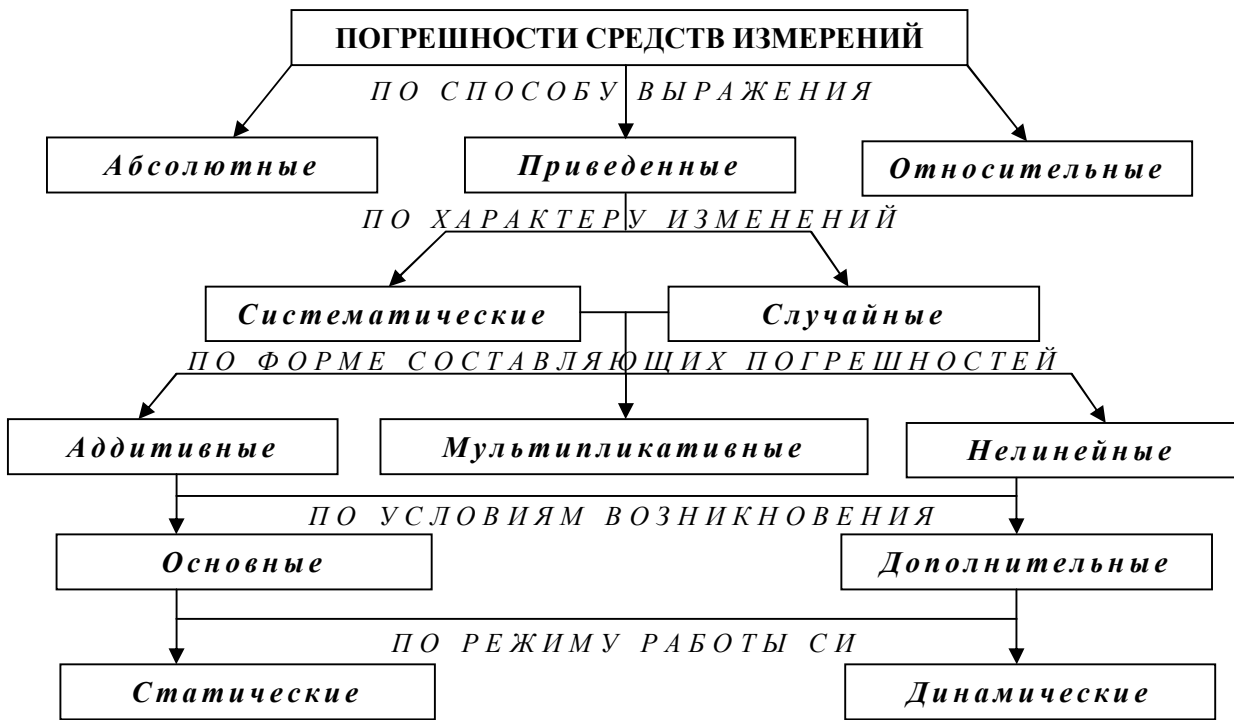 ПОГРЕШНОСТИ СРЕДСТВ ИЗМЕРЕНИЙ
ПО СПОСОБУ ВЫРАЖЕНИЯ
Абсолютные
Приведенные
Относительные
ПО ХАРАКТЕРУ ИЗМЕНЕНИЙ
Систематические
Случайные
ПО ФОРМЕ СОСТАВЛЯЮЩИХ ПОГРЕШНОСТЕЙ
Аддитивные
Мультипликативные
Нелинейные
ПО УСЛОВИЯМ ВОЗНИКНОВЕНИЯ
Основные
Дополнительные
ПО РЕЖИМУ РАБОТЫ СИ
Статические
Динамические